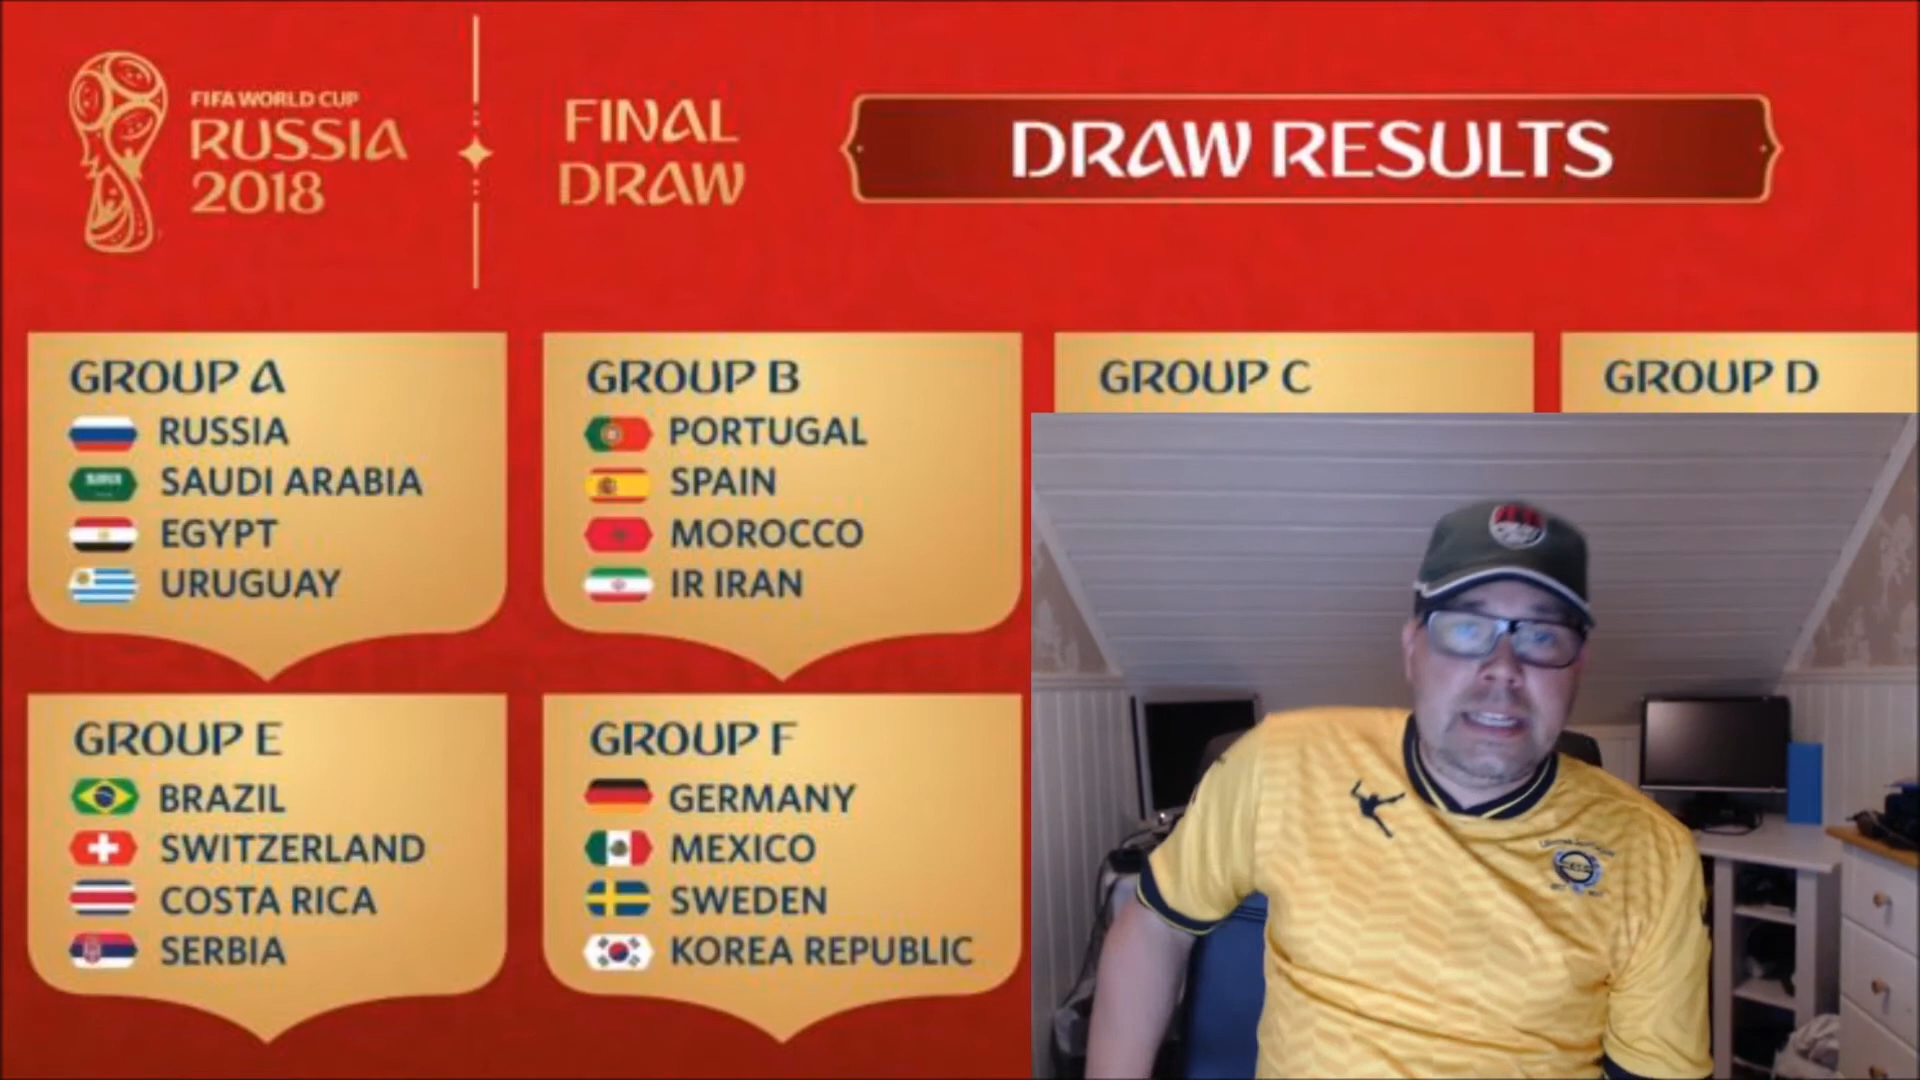 FIFA WORLD CUP
RUSSIA
2018
FINAL
DRAW
DRAW RESULTS
GROUP A
RUSSIA
SAUDI ARABIA
EGYPT
URUGUAY
GROUP B
PORTUGAL
SPAIN
MOROCCO
IR IRAN
GROUP C
GROUP D
GROUP E
BRAZIL
SWITZERLAND
COSTA RICA
SERBIA
GROUP F
GERMANY
MEXICO
SWEDEN
KOREA REPUBLIC